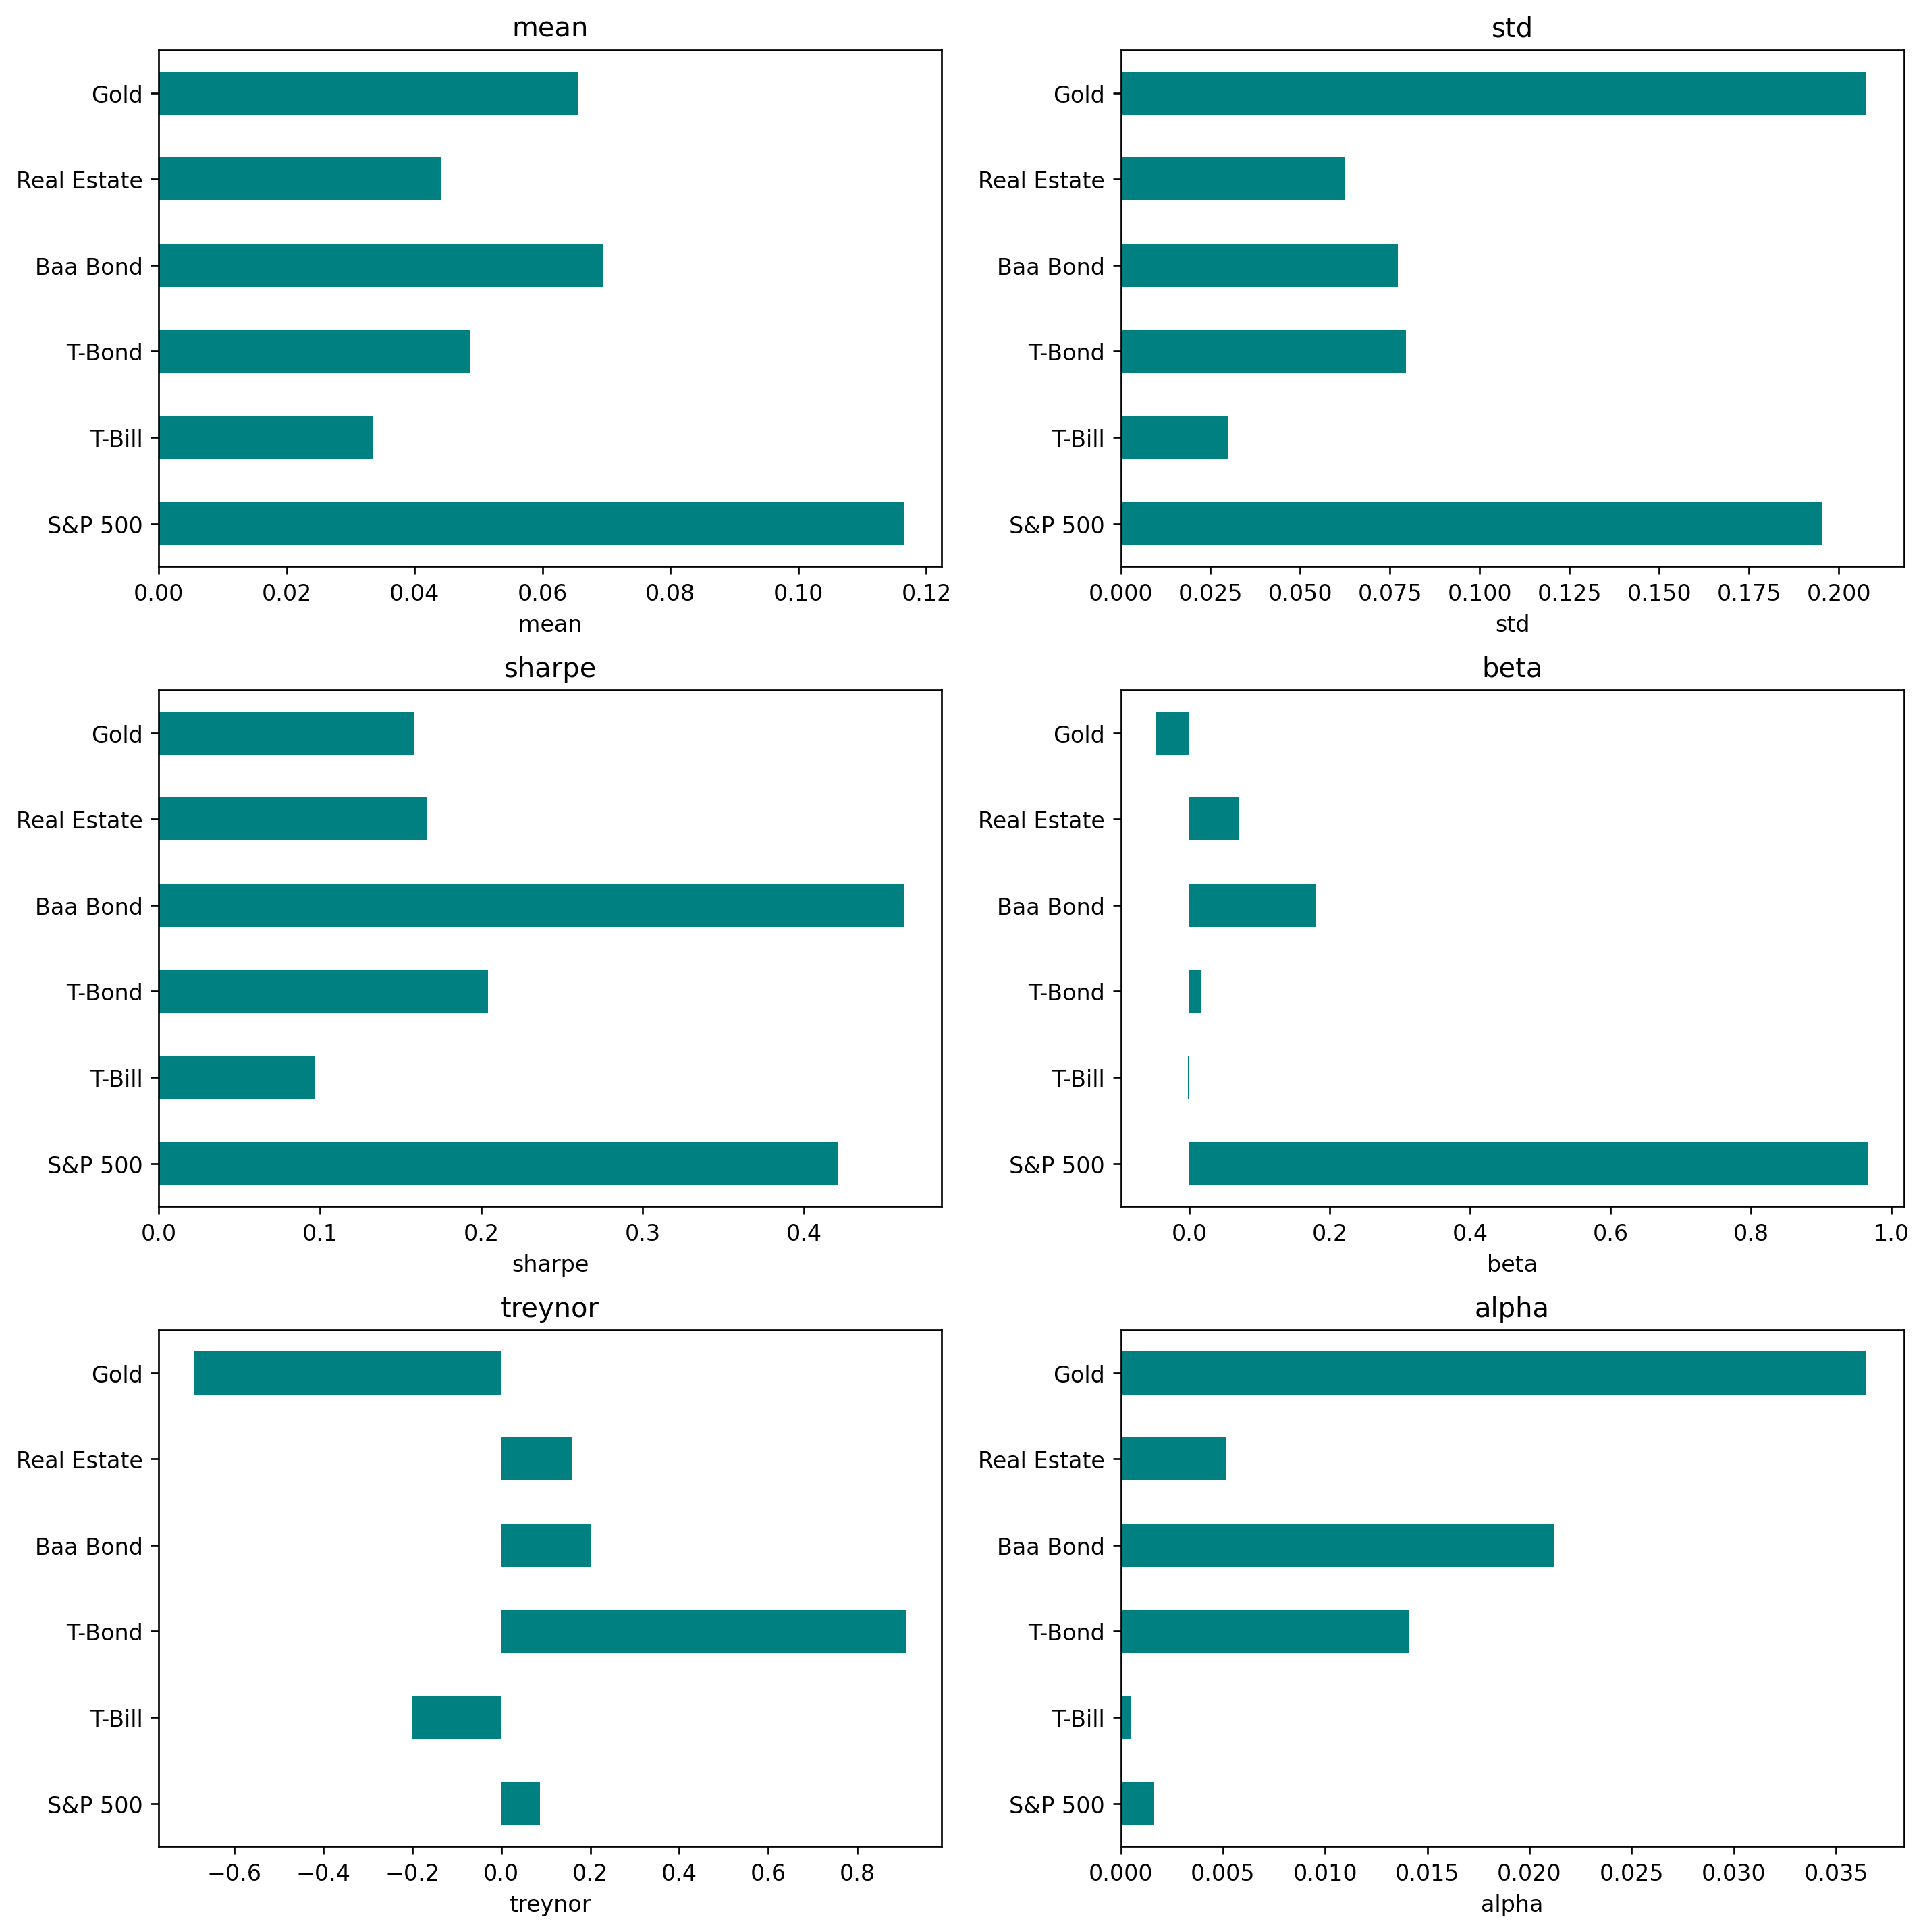 mean
Gold
Real Estate
Baa Bond
T-Bond
T-Bill
S&P 500
0.00 0.02 0.04 0.06 0.08 0.10 0.12
mean
std
Gold
Real Estate
Baa Bond
T-Bond
T-Bill
S&P 500
0.000 0.025 0.050 0.075 0.100 0.125 0.150 0.175 0.200
std
sharpe
Gold
Real Estate
Baa Bond
T-Bond
T-Bill
S&P 500
0.0 0.1 0.2 0.3 0.4
sharpe
beta
Gold
Real Estate
Baa Bond
T-Bond
T-Bill
S&P 500
0.0 0.2 0.4 0.6 0.8 1.0
beta
treynor
Gold
Real Estate
Baa Bond
T-Bond
T-Bill
S&P 500
−0.6 −0.4 −0.2 0.0 0.2 0.4 0.6 0.8
treynor
alpha
Gold
Real Estate
Baa Bond
T-Bond
T-Bill
S&P 500
0.000 0.005 0.010 0.015 0.020 0.025 0.030 0.035
alpha